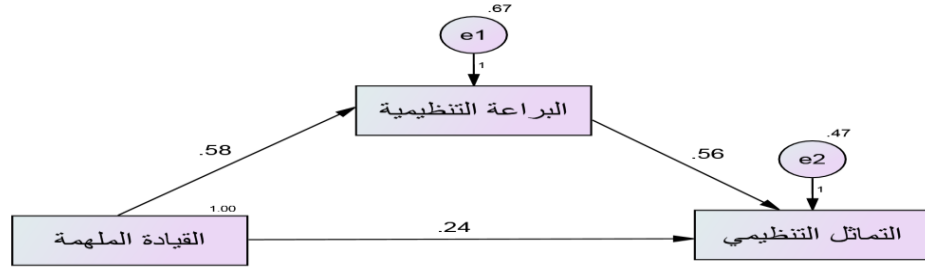 .67
e1
1
البراعة التنظيمية
.58
.56
.47
e2
1
1.00
القيادة الملهمة
.24
التماثل التنظيمي